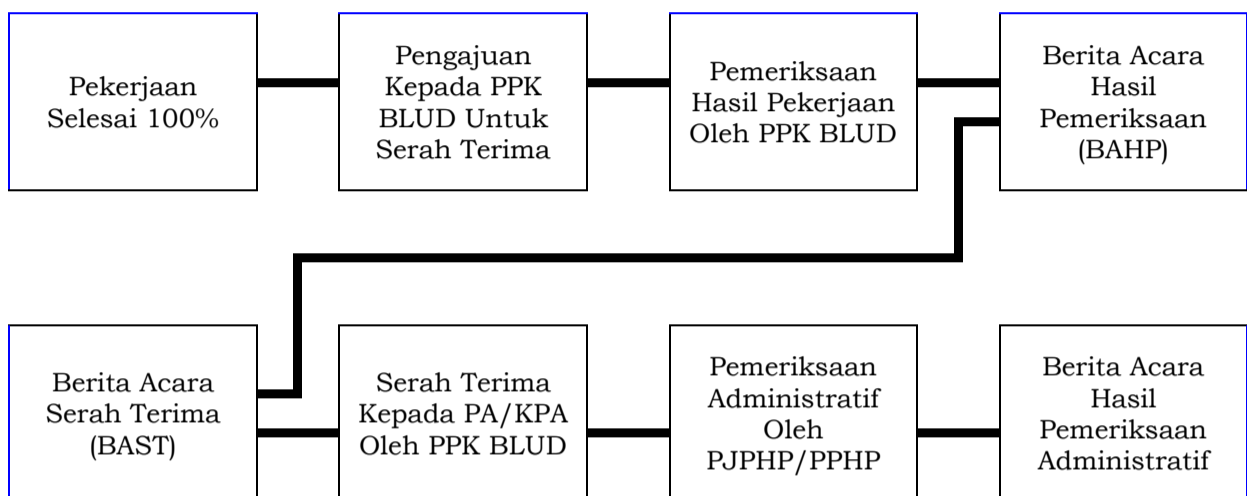 Pekerjaan
Selesai 100%
Pengajuan
Kepada PPK
BLUD Untuk
Serah Terima
Pemeriksaan
Hasil Pekerjaan
Oleh PPK BLUD
Berita Acara
Hasil
Pemeriksaan
(BAHP)
Berita Acara
Serah Terima
(BAST)
Serah Terima
Kepada PA/KPA
Oleh PPK BLUD
Pemeriksaan
Administratif
Oleh
PJPHP/PPHP
Berita Acara
Hasil
Pemeriksaan
Administratif